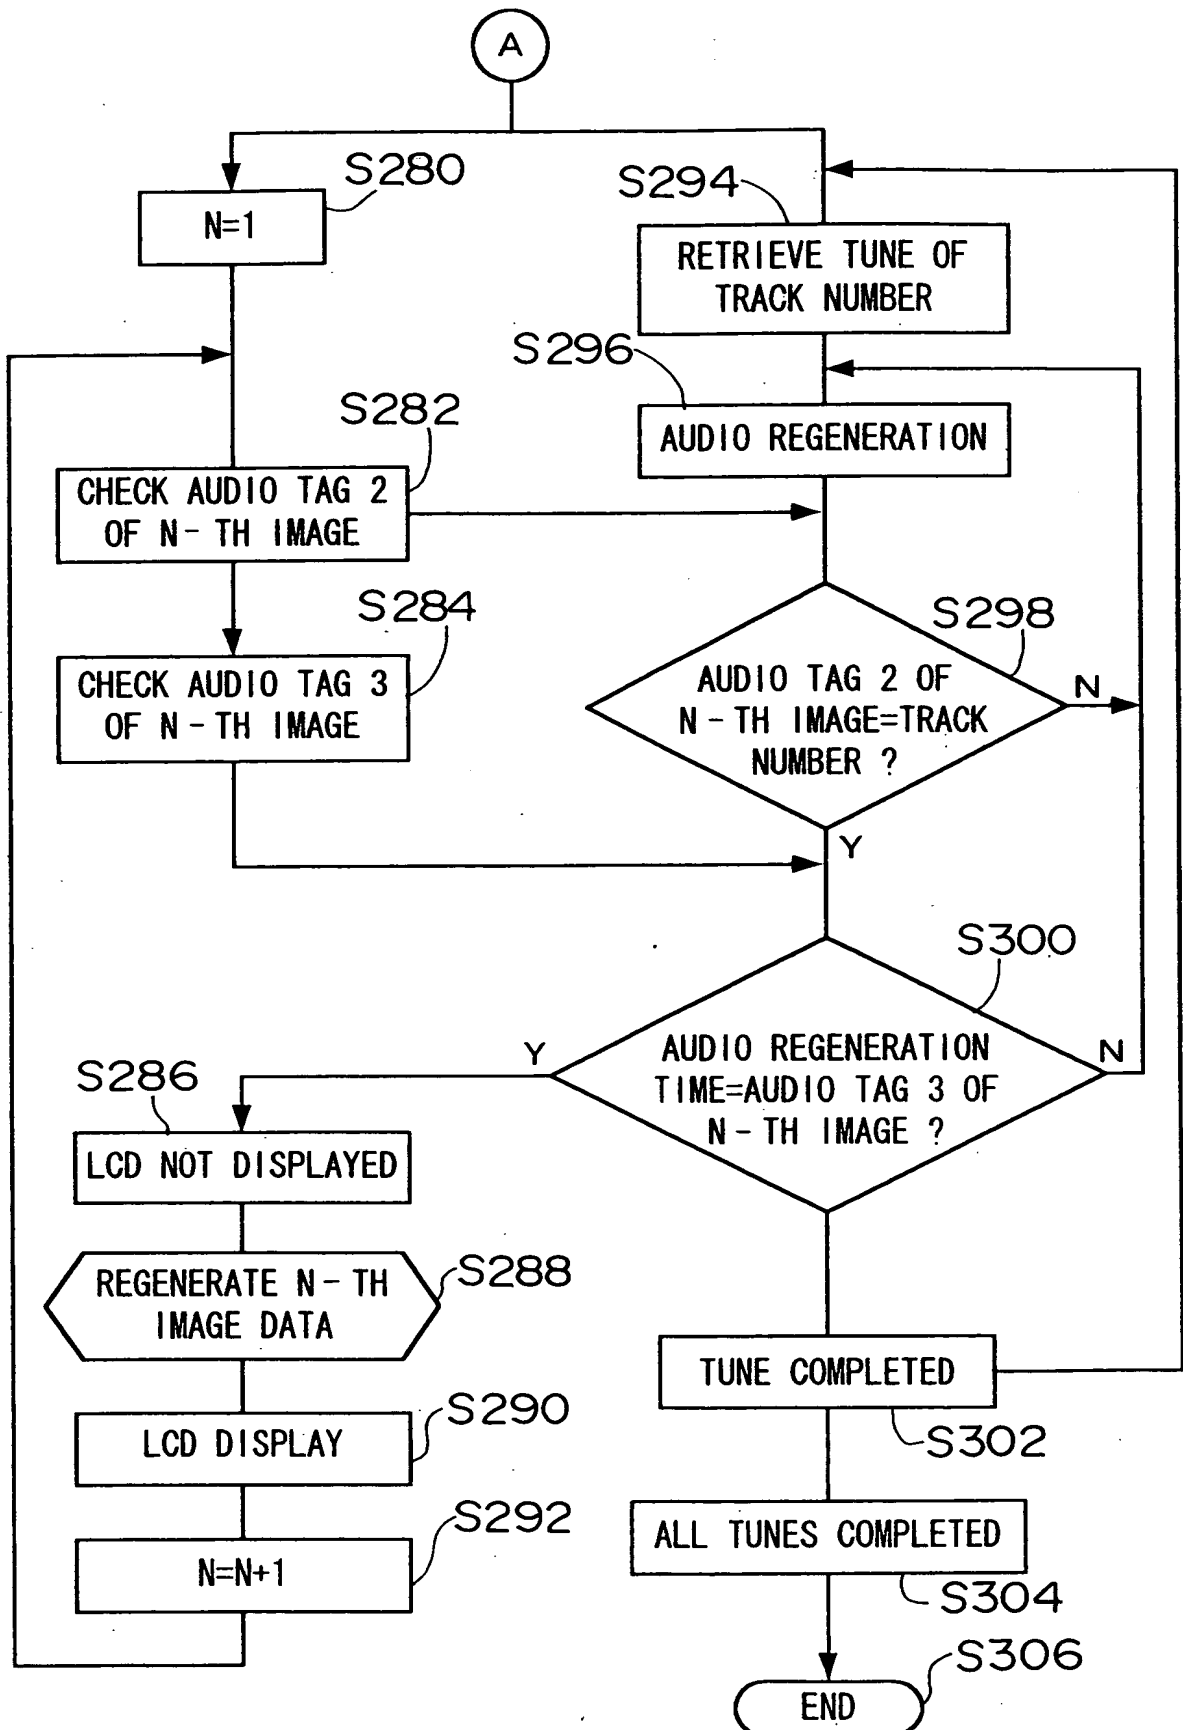 A
S280
N=1
S294
RETRIEVE TUNE OF
TRACK NUMBER
S296
AUDIO REGENERATION
S282
CHECK AUDIO TAG 2
OF N-TH IMAGE
S284
CHECK AUDIO TAG 3
OF N-TH IMAGE
S298
AUDIO TAG 2 OF
N-TH IMAGE=TRACK
NUMBER ?
N
Y
S300
AUDIO REGENERATION
TIME=AUDIO TAG 3 OF
N-TH IMAGE ?
Y
N
S286
LCD NOT DISPLAYED
S288
REGENERATE N-TH
IMAGE DATA
S290
LCD DISPLAY
S292
N=N+1
TUNE COMPLETED
S302
ALL TUNES COMPLETED
S304
S306
END